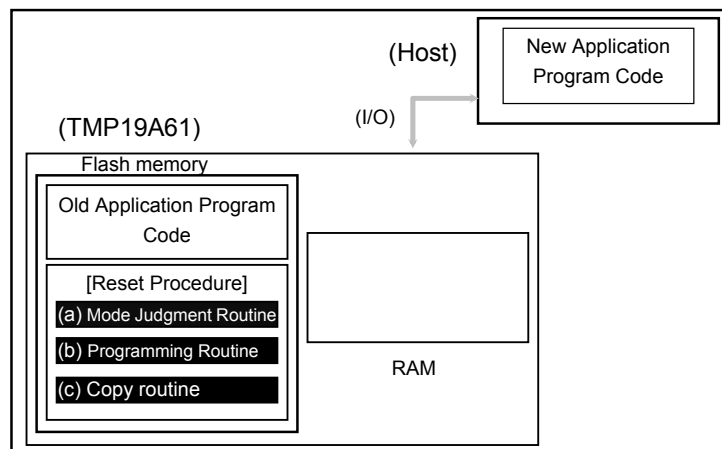 (Host)
New Application
Program Code
(I/O)
(TMP19A61)
Flash memory
Old Application Program
Code
[Reset Procedure]
(a) Mode Judgment Routine
(b) Programming Routine
(c) Copy routine
RAM